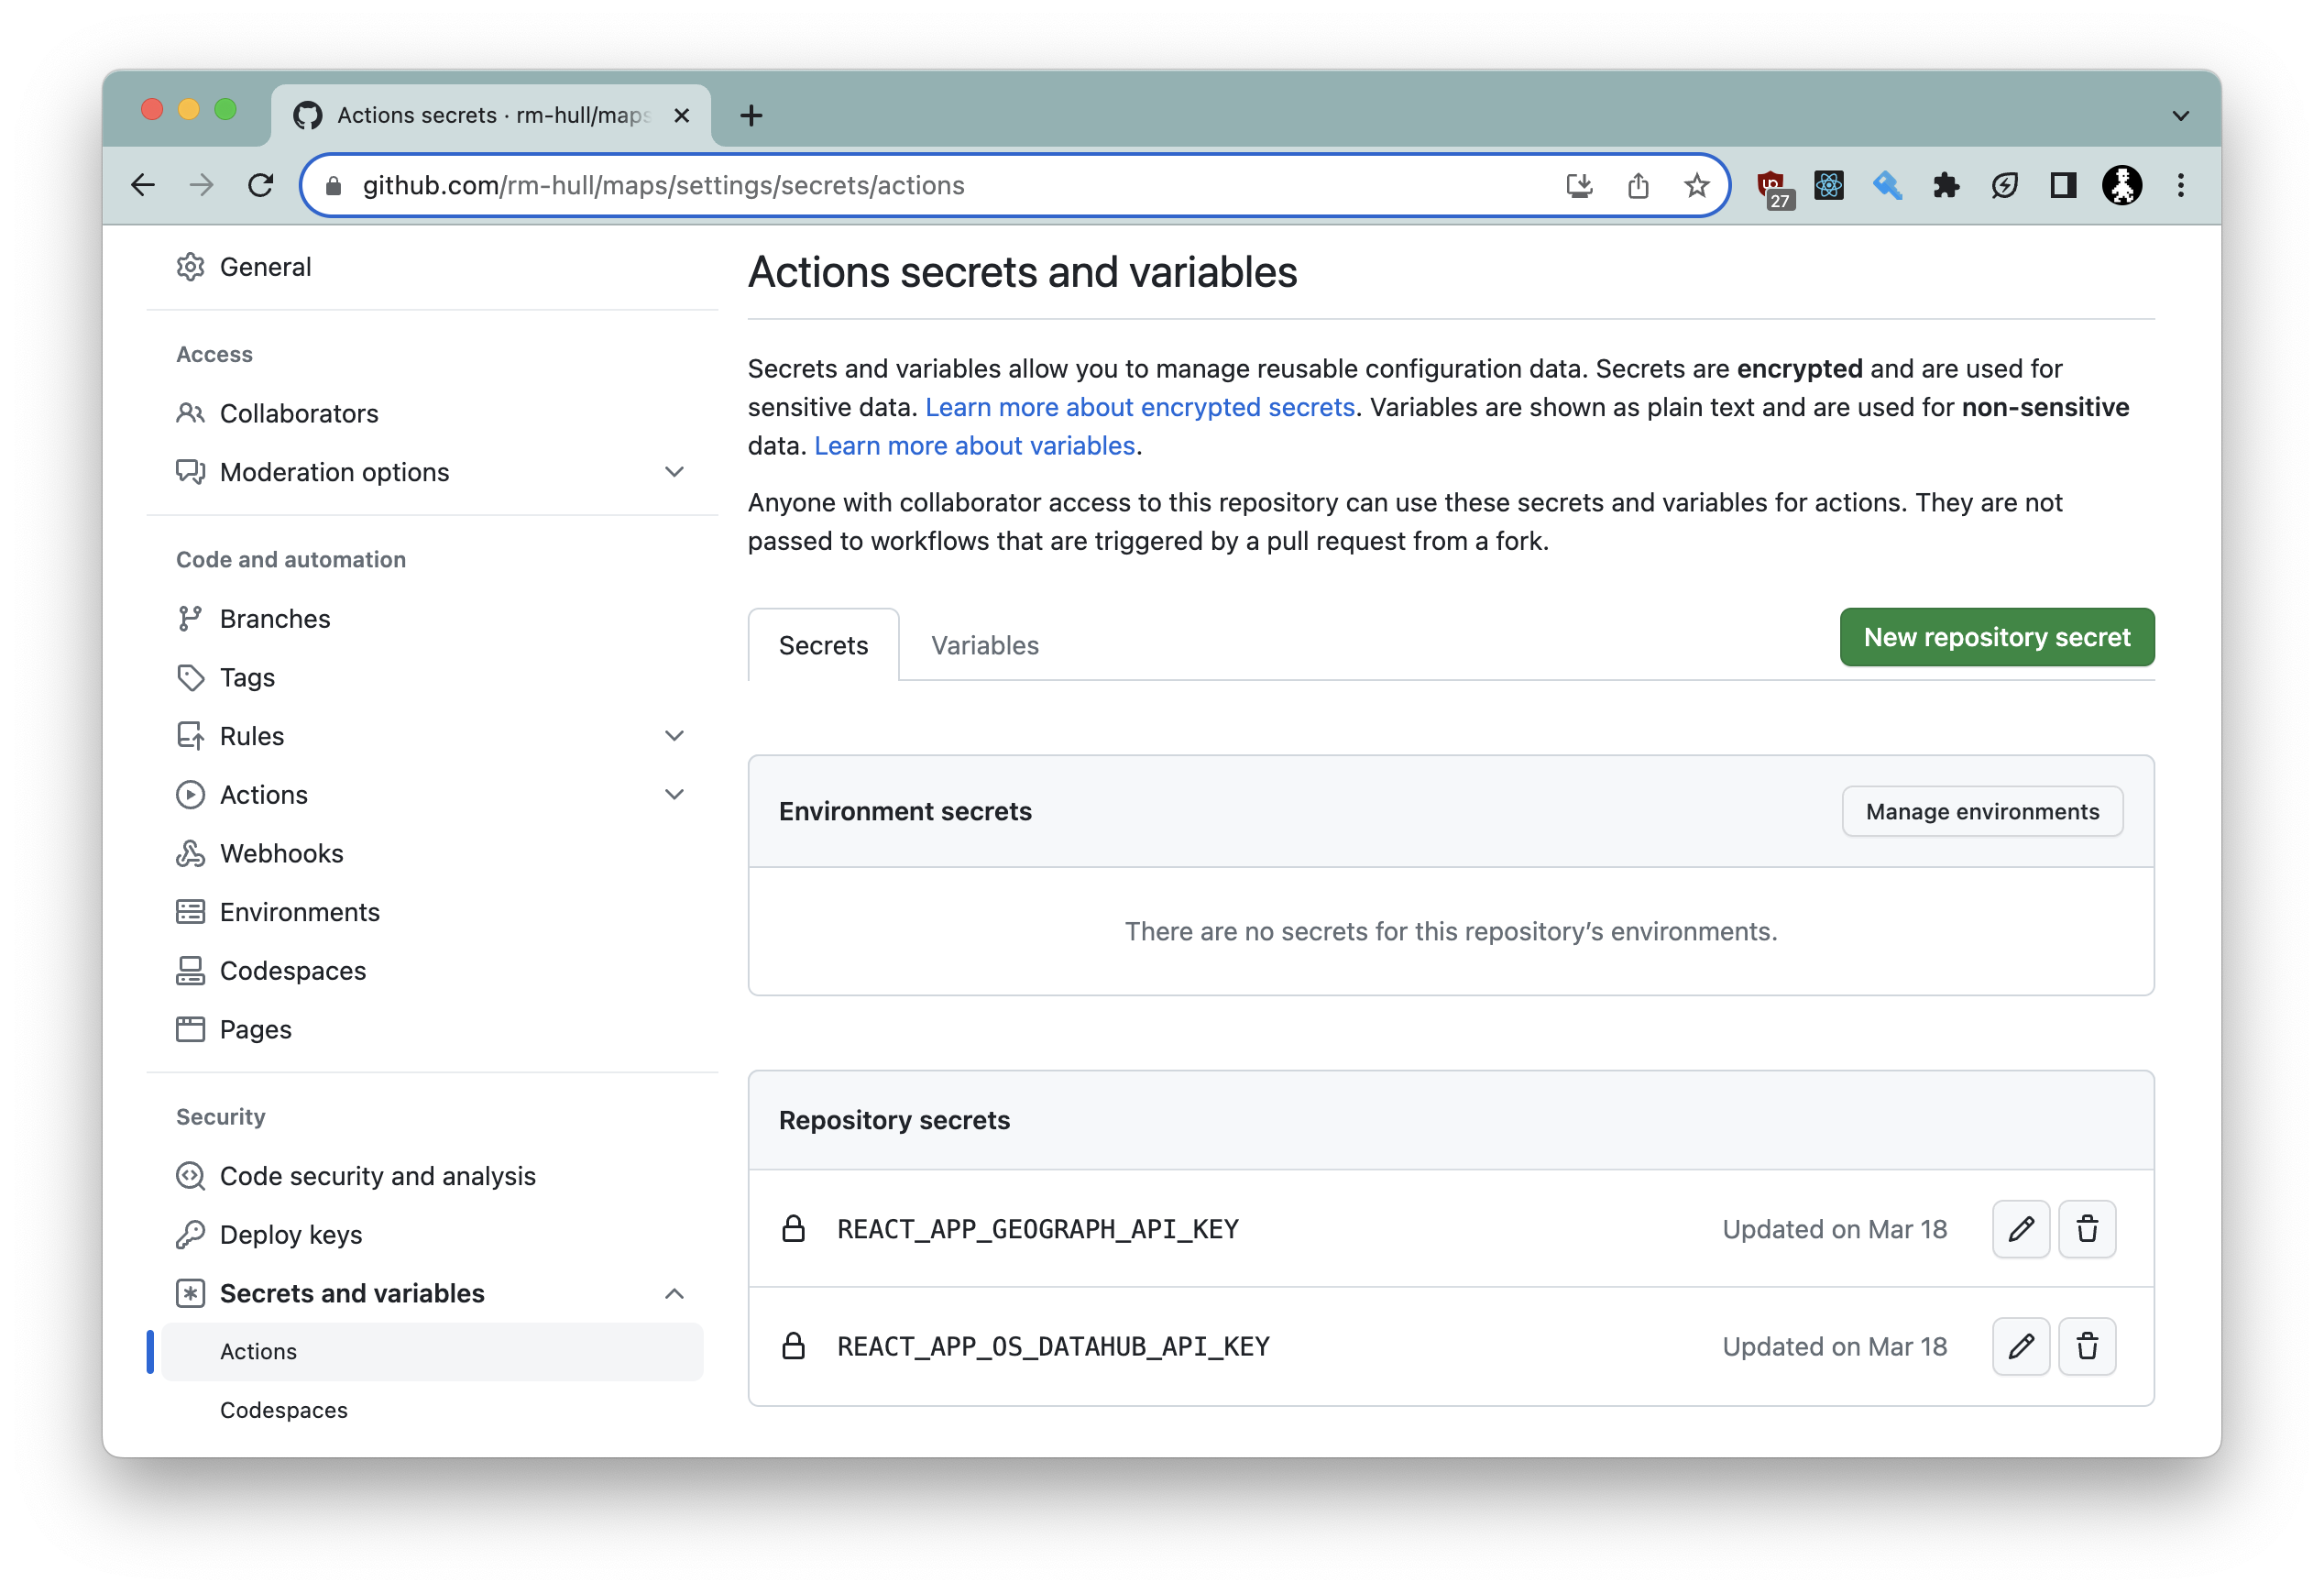 Actions secrets · rm-hull/maps
github.com/rm-hull/maps/settings/secrets/actions
27
General
Access
Collaborators
Moderation options
Code and automation
Branches
Tags
Rules
Actions
Webhooks
Environments
Codespaces
Pages
Security
Code security and analysis
Deploy keys
Secrets and variables
Actions
Codespaces
Actions secrets and variables
Secrets and variables allow you to manage reusable configuration data. Secrets are encrypted and are used for
sensitive data. Learn more about encrypted secrets. Variables are shown as plain text and are used for non-sensitive
data. Learn more about variables.
Anyone with collaborator access to this repository can use these secrets and variables for actions. They are not
passed to workflows that are triggered by a pull request from a fork.
Secrets Variables New repository secret
Environment secrets Manage environments
There are no secrets for this repository’s environments.
Repository secrets
REACT_APP_GEOGRAPH_API_KEY Updated on Mar 18
REACT_APP_OS_DATAHUB_API_KEY Updated on Mar 18